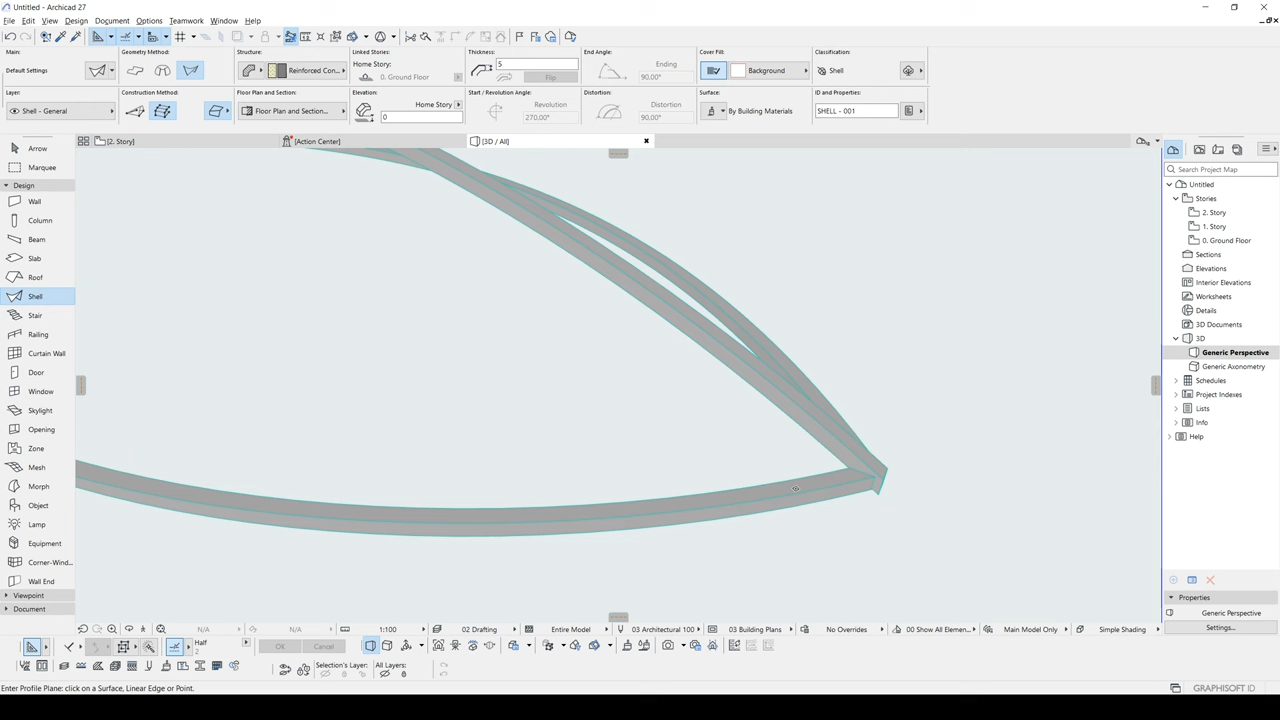 Untitled - Archicad 27
File Edit View Design Document Options Teamwork Window Help
Main: Geometry Method: Structure: Linked Stories: Thickness: End Angle: Cover Fill: Classification:
Default Settings Reinforced Con... Home Story: 0. Ground Floor 5 Flip Ending 90.00° Background Shell
Layer: Construction Method: Floor Plan and Section: Elevation: Start / Revolution Angle: Distortion: Surface: ID and Properties:
Shell - General Floor Plan and Section... Home Story 0 Revolution 270.00° Distortion 90.00° By Building Materials SHELL - 001
[2. Story] [Action Center] [3D / All]
Arrow
Marquee
Design
Wall
Column
Beam
Slab
Roof
Shell
Stair
Railing
Curtain Wall
Door
Window
Skylight
Opening
Zone
Mesh
Morph
Object
Lamp
Equipment
Corner-Wind...
Wall End
Viewpoint
Document
Search Project Map
Untitled
Stories
2. Story
1. Story
0. Ground Floor
Sections
Elevations
Interior Elevations
Worksheets
Details
3D Documents
3D
Generic Perspective
Generic Axonometry
Schedules
Project Indexes
Lists
Info
Help
Properties
Generic Perspective
Settings...
N/A N/A 1:100 02 Drafting Entire Model 03 Architectural 100 03 Building Plans No Overrides 00 Show All Elemen... Main Model Only Simple Shading
Half
2
OK Cancel
Selection's Layer: All Layers:
Enter Profile Plane: click on a Surface, Linear Edge or Point.
GRAPHISOFT ID